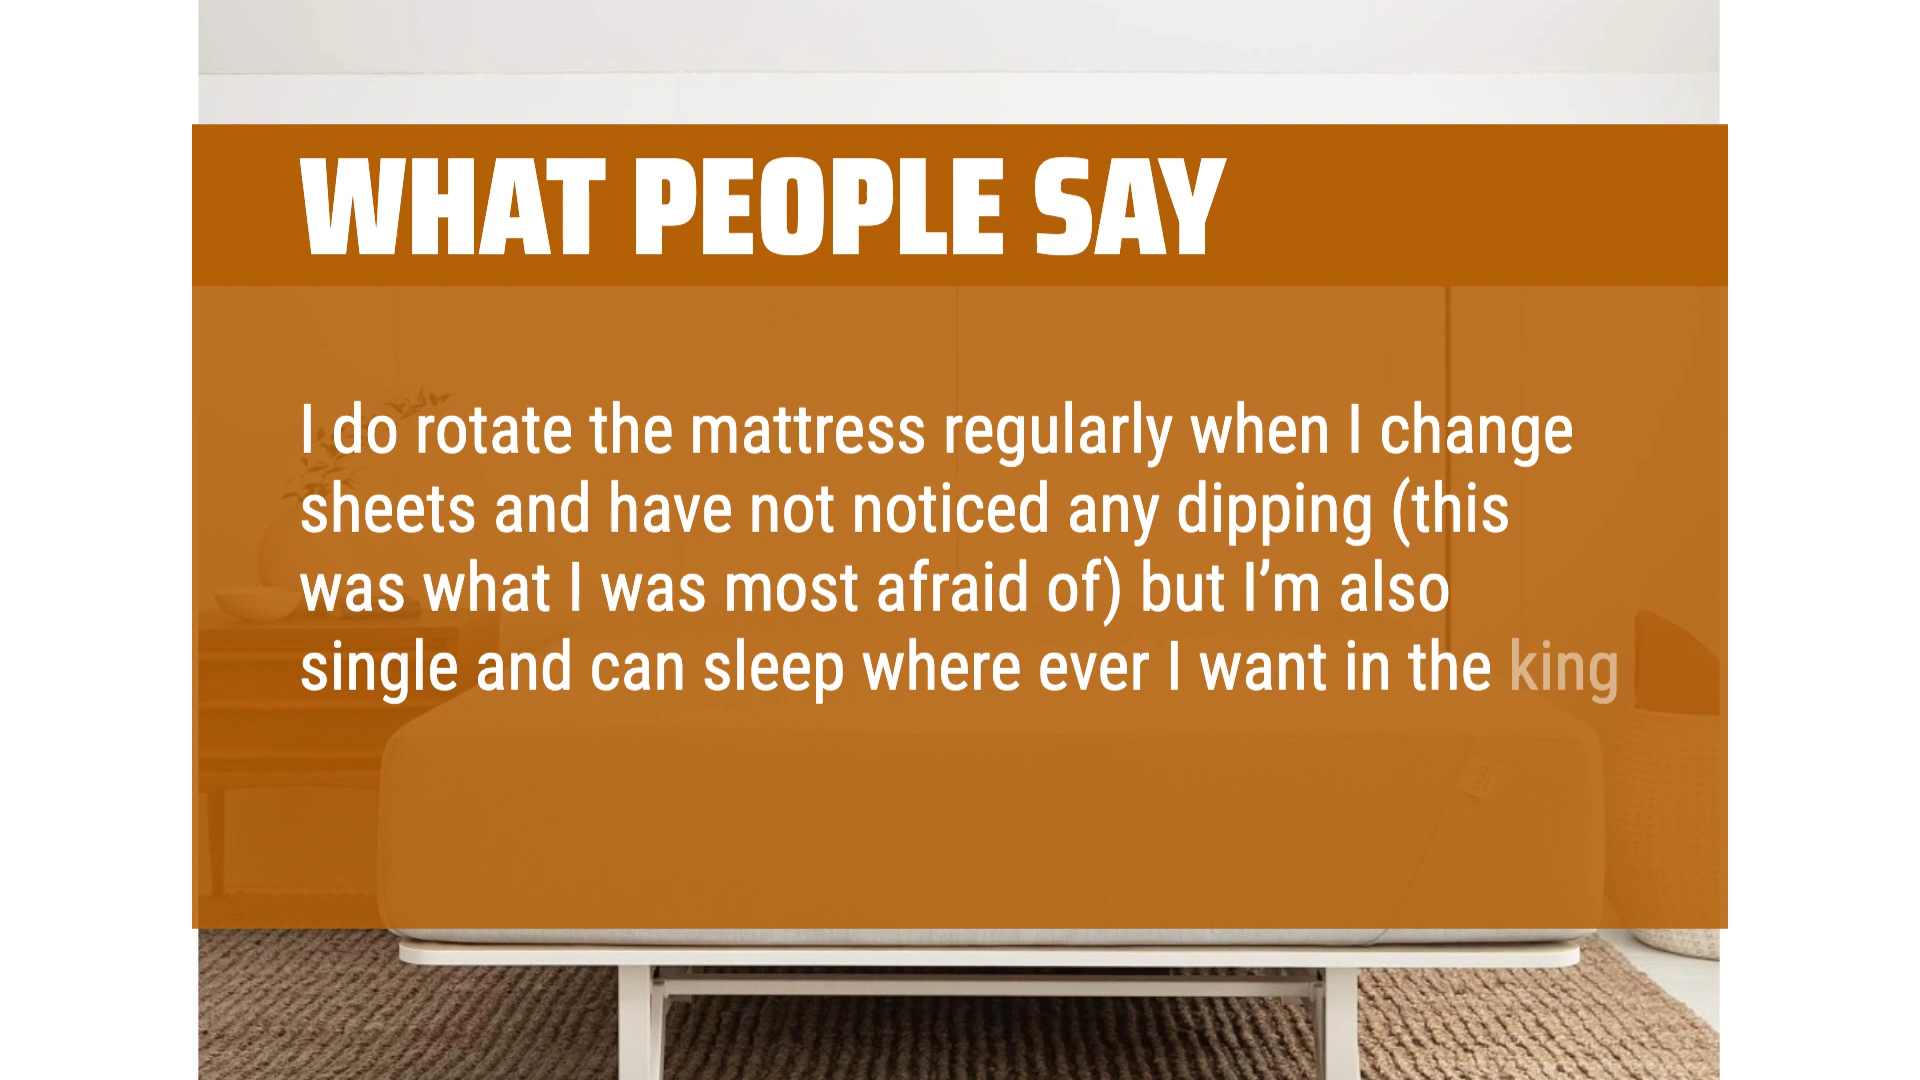 WHAT PEOPLE SAY
I do rotate the mattress regularly when I change
sheets and have not noticed any dipping (this
was what I was most afraid of) but I’m also
single and can sleep where ever I want in the king